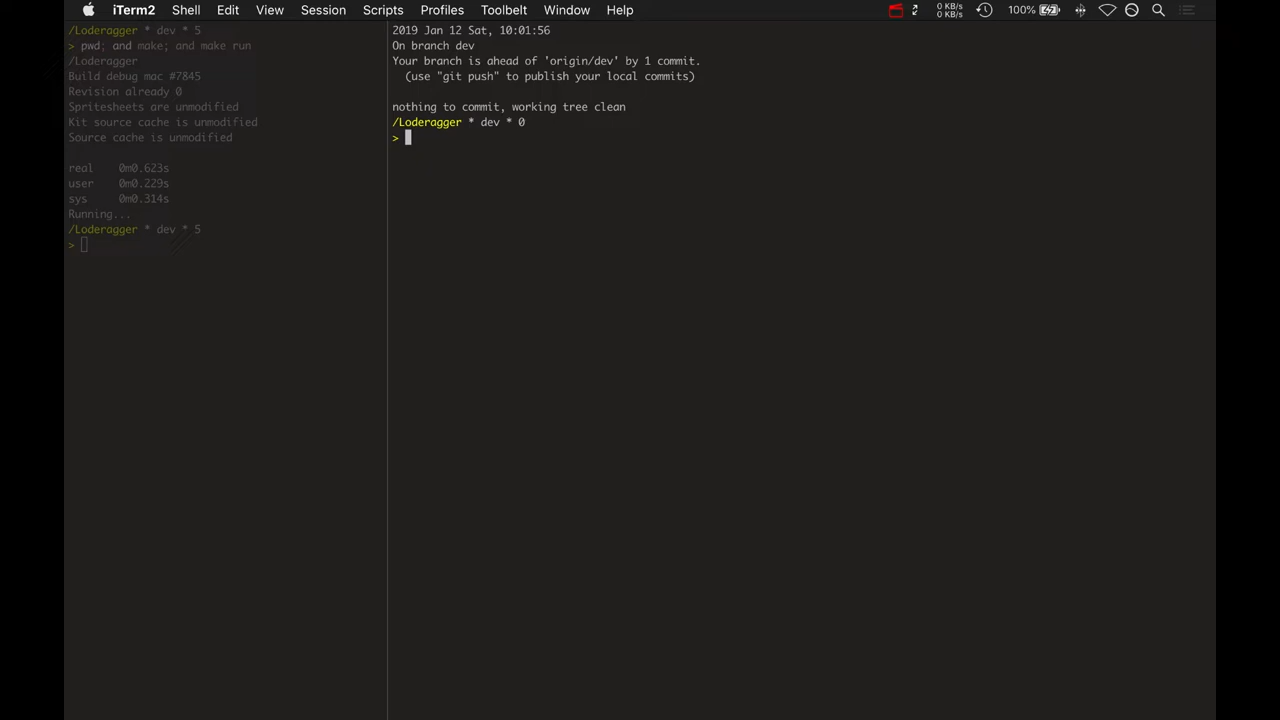 iTerm2 Shell Edit View Session Scripts Profiles Toolbelt Window Help 0 KB/s 0 KB/s 100%
/Loderagger * dev * 5
> pwd; and make; and make run
/Loderagger
Build debug mac #7845
Revision already 0
Spritesheets are unmodified
Kit source cache is unmodified
Source cache is unmodified
real 0m0.623s
user 0m0.229s
sys 0m0.314s
Running...
/Loderagger * dev * 5
>
2019 Jan 12 Sat, 10:01:56
On branch dev
Your branch is ahead of 'origin/dev' by 1 commit.
(use "git push" to publish your local commits)
nothing to commit, working tree clean
/Loderagger * dev * 0
>